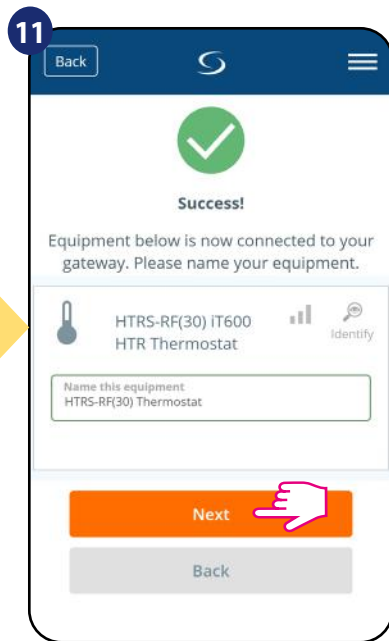 11
Back
Success!
Equipment below is now connected to your
gateway. Please name your equipment.
HTRS-RF(30) iT600
HTR Thermostat
Identify
Name this equipment
HTRS-RF(30) Thermostat
Next
Back